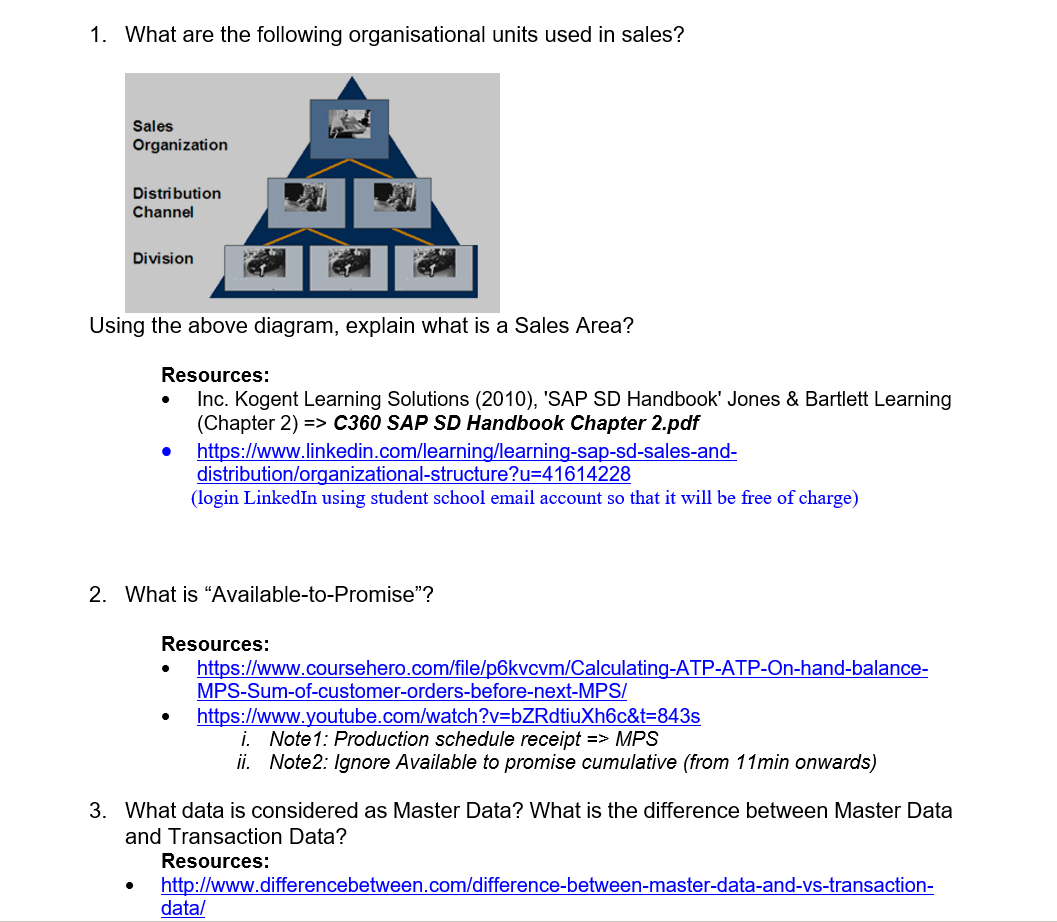 1. What are the following organisational units used in sales?
Sales
Organization
Distribution
Channel
Division
Using the above diagram, explain what is a Sales Area?
Resources:
• Inc. Kogent Learning Solutions (2010), 'SAP SD Handbook' Jones & Bartlett Learning
(Chapter 2) => C360 SAP SD Handbook Chapter 2.pdf
• https://www.linkedin.com/learning/learning-sap-sd-sales-and-
distribution/organizational-structure?u=41614228
(login LinkedIn using student school email account so that it will be free of charge)
2. What is “Available-to-Promise”?
Resources:
• https://www.coursehero.com/file/p6kvcvm/Calculating-ATP-ATP-On-hand-balance-
MPS-Sum-of-customer-orders-before-next-MPS/
• https://www.youtube.com/watch?v=bZRdtiuXh6c&t=843s
i. Note1: Production schedule receipt => MPS
ii. Note2: Ignore Available to promise cumulative (from 11min onwards)
3. What data is considered as Master Data? What is the difference between Master Data
and Transaction Data?
Resources:
• http://www.differencebetween.com/difference-between-master-data-and-vs-transaction-
data/